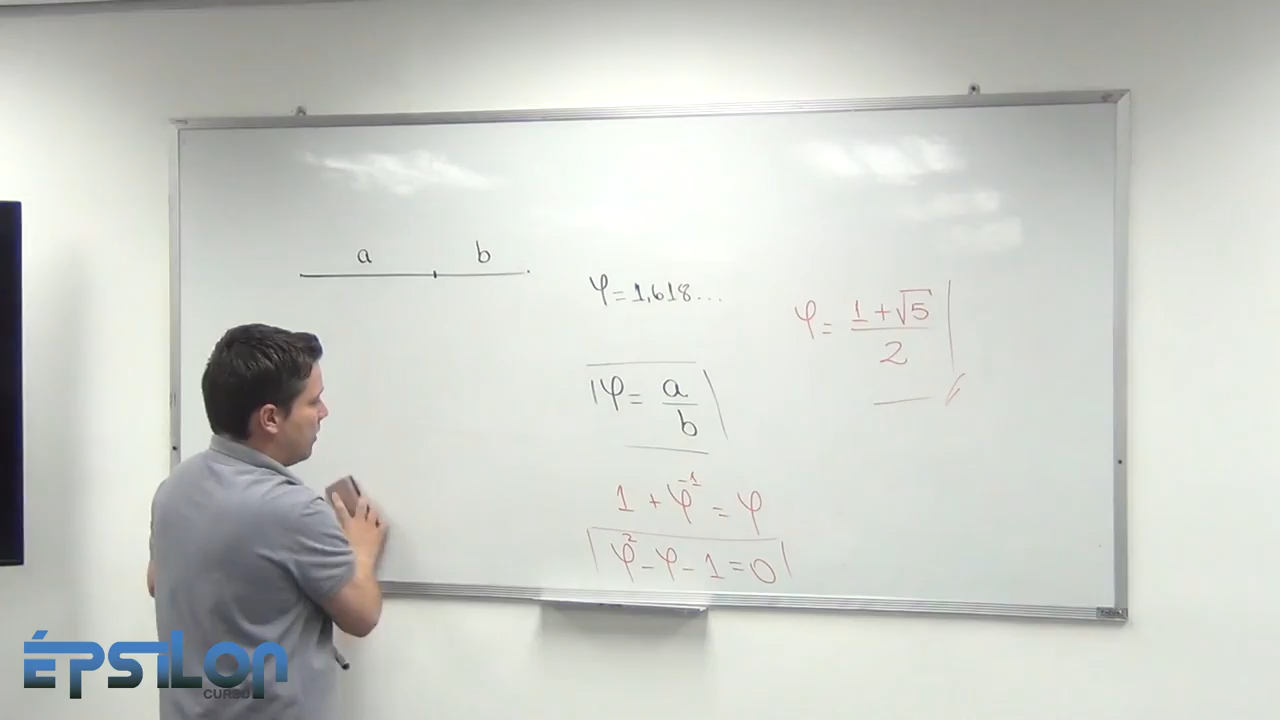 a b
φ = 1,618...
φ = a/b
1 + φ⁻¹ = φ
φ² - φ - 1 = 0
φ = (1 + √5)/2
ÉPSILON
CURSO